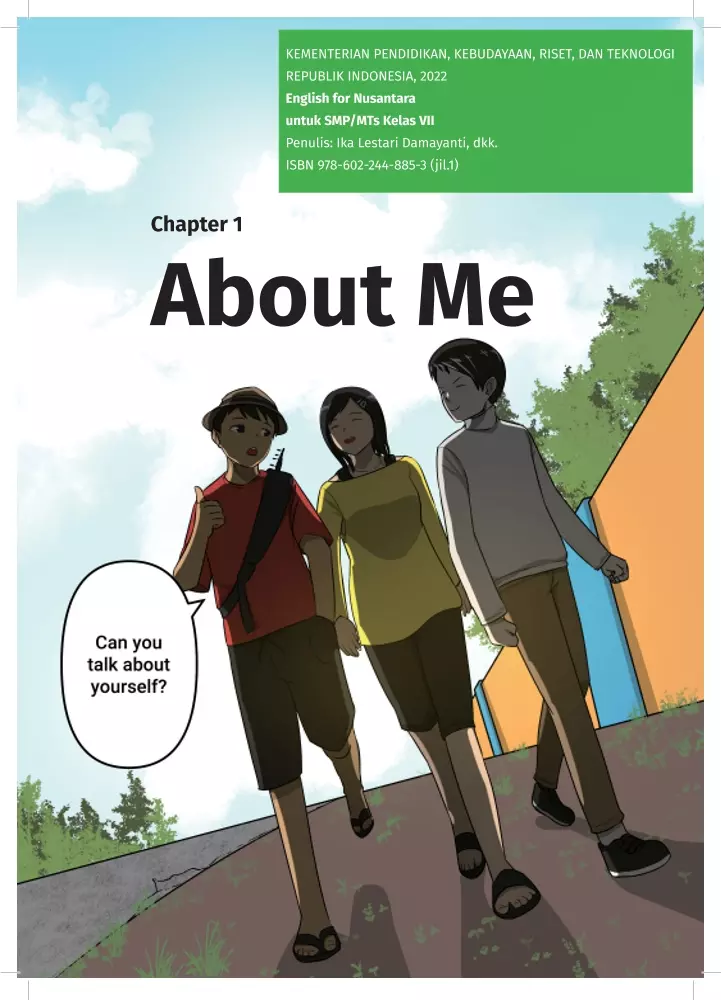 KEMENTERIAN PENDIDIKAN, KEBUDAYAAN, RISET, DAN TEKNOLOGI
REPUBLIK INDONESIA, 2022
English for Nusantara
untuk SMP/MTs Kelas VII
Penulis: Ika Lestari Damayanti, dkk.
ISBN 978-602-244-885-3 (jil.1)
Chapter 1
About Me
Can you
talk about
yourself?